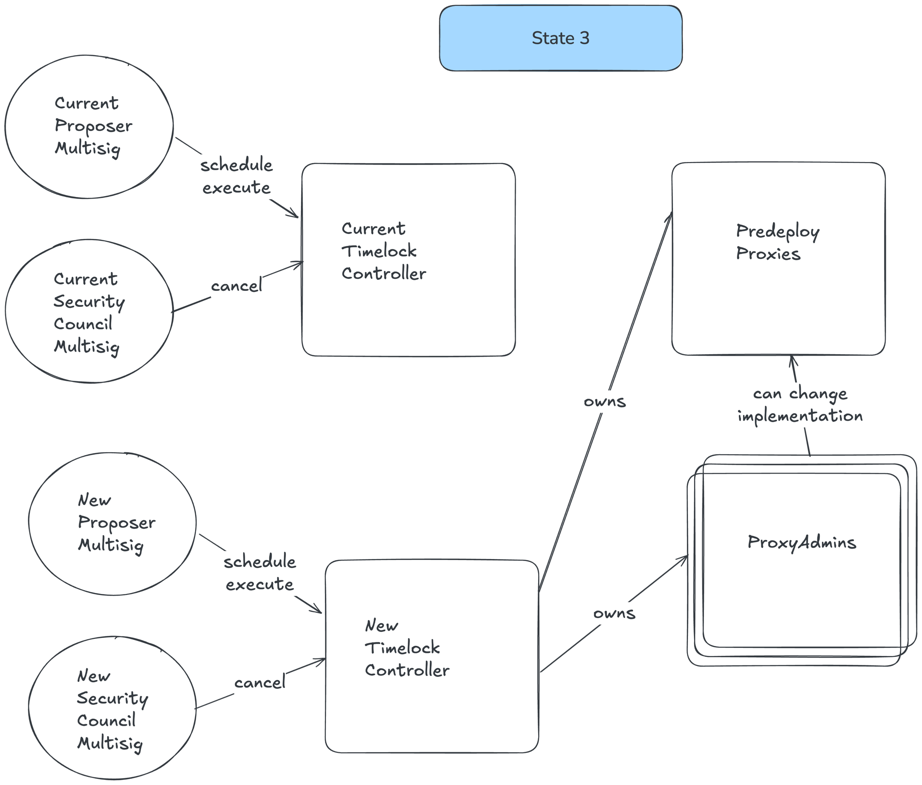 State 3
Current
Proposer
Multisig
schedule
execute
Current
Timelock
Controller
Predeploy
Proxies
Current
Security
Council
Multisig
cancel
owns
can change
implementation
New
Proposer
Multisig
schedule
execute
New
Timelock
Controller
owns
ProxyAdmins
New
Security
Council
Multisig
cancel